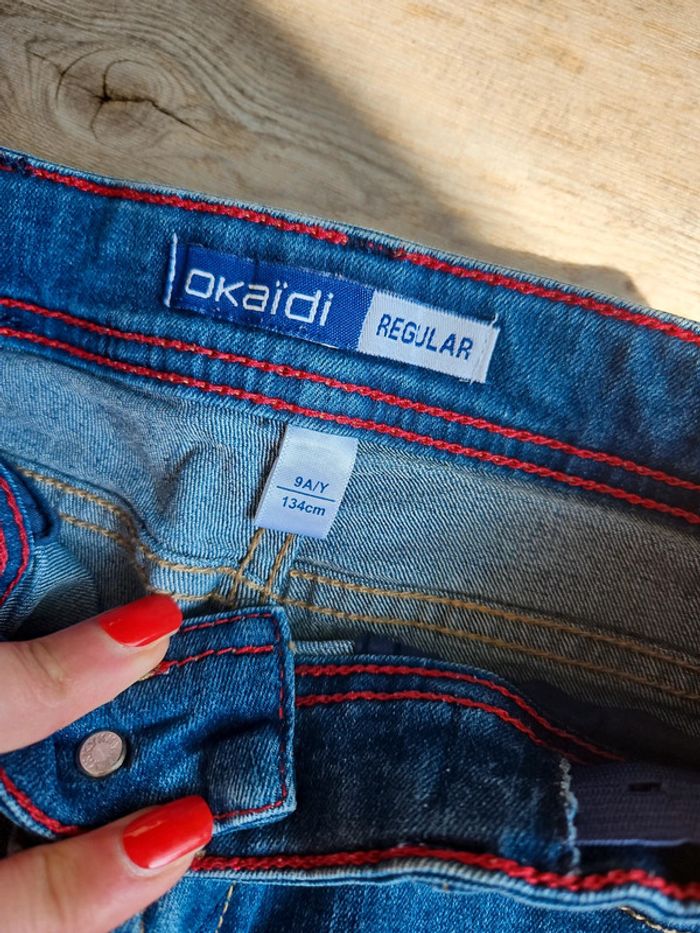 OKaïdi
REGULAR
9A/Y
134cm